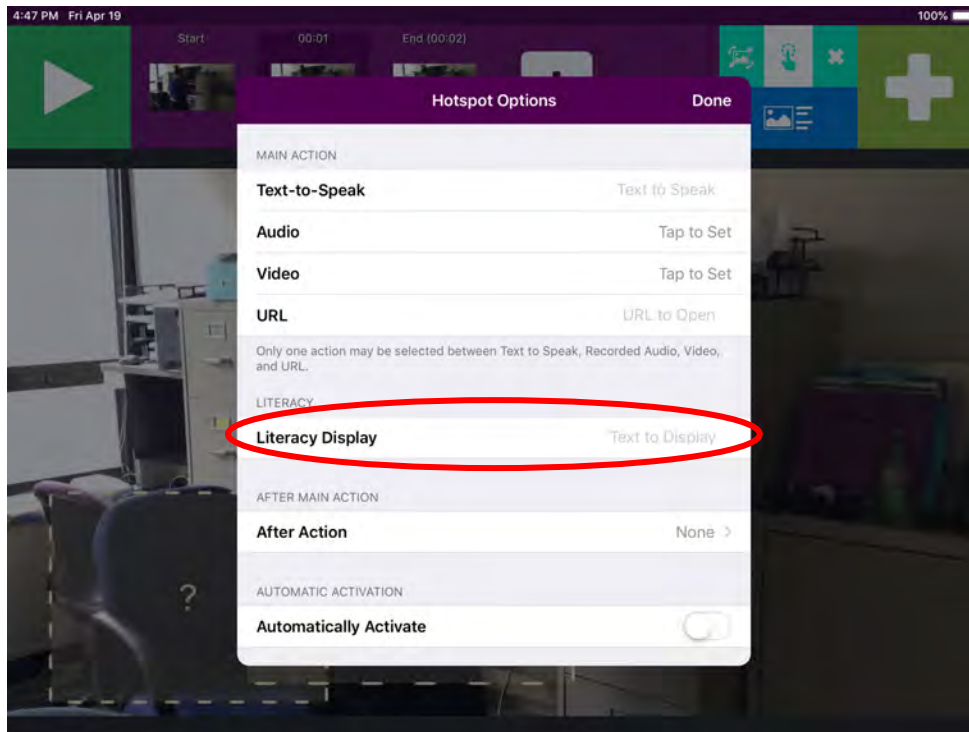 4:47 PM Fri Apr 19
100%
Start
00:01
End (00:02)
Hotspot Options
Done
MAIN ACTION
Text-to-Speak
Text to Speak
Audio
Tap to Set
Video
Tap to Set
URL
URL to Open
Only one action may be selected between Text to Speak, Recorded Audio, Video,
and URL.
LITERACY
Literacy Display
Text to Display
AFTER MAIN ACTION
After Action
None
?
AUTOMATIC ACTIVATION
Automatically Activate